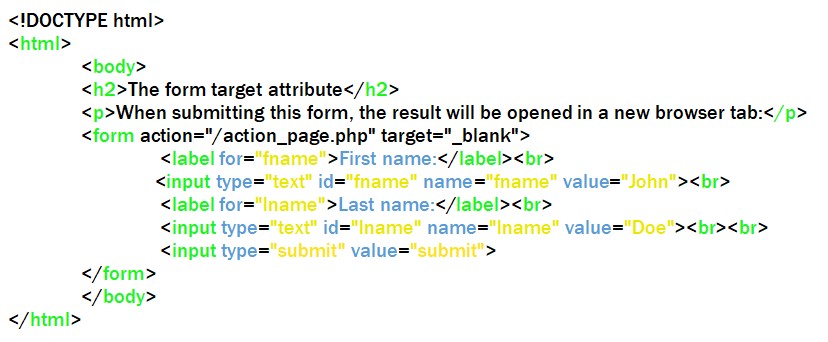 <!DOCTYPE html>
<html>
<body>
<h2>The form target attribute</h2>
<p>When submitting this form, the result will be opened in a new browser tab:</p>
<form action="/action_page.php" target="_blank">
<label for="fname">First name:</label><br>
<input type="text" id="fname" name="fname" value="John"><br>
<label for="lname">Last name:</label><br>
<input type="text" id="lname" name="lname" value="Doe"><br><br>
<input type="submit" value="submit">
</form>
</body>
</html>